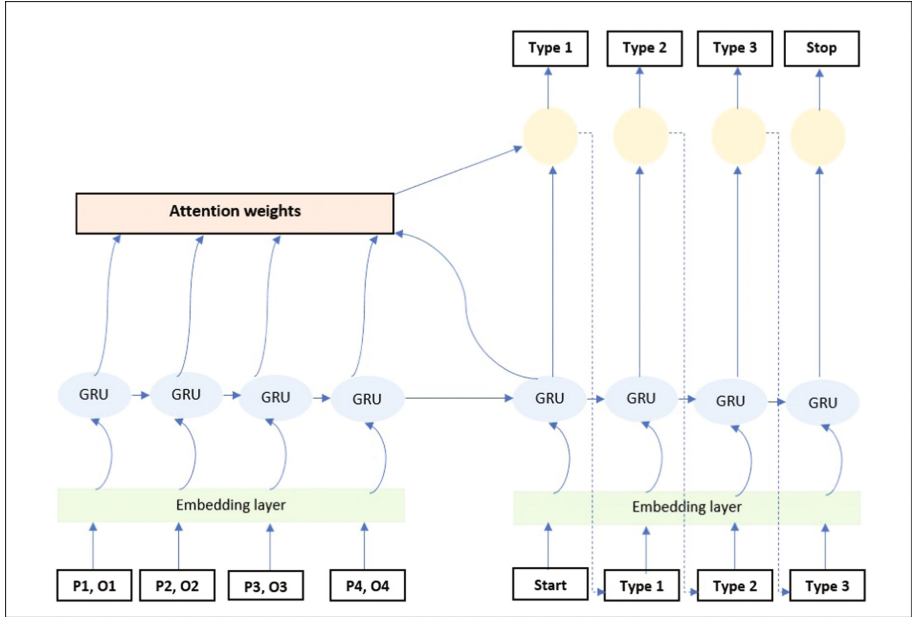 Type 1
Type 2
Type 3
Stop
Attention weights
GRU
GRU
GRU
GRU
GRU
GRU
GRU
GRU
Embedding layer
Embedding layer
P1, O1
P2, O2
P3, O3
P4, O4
Start
Type 1
Type 2
Type 3